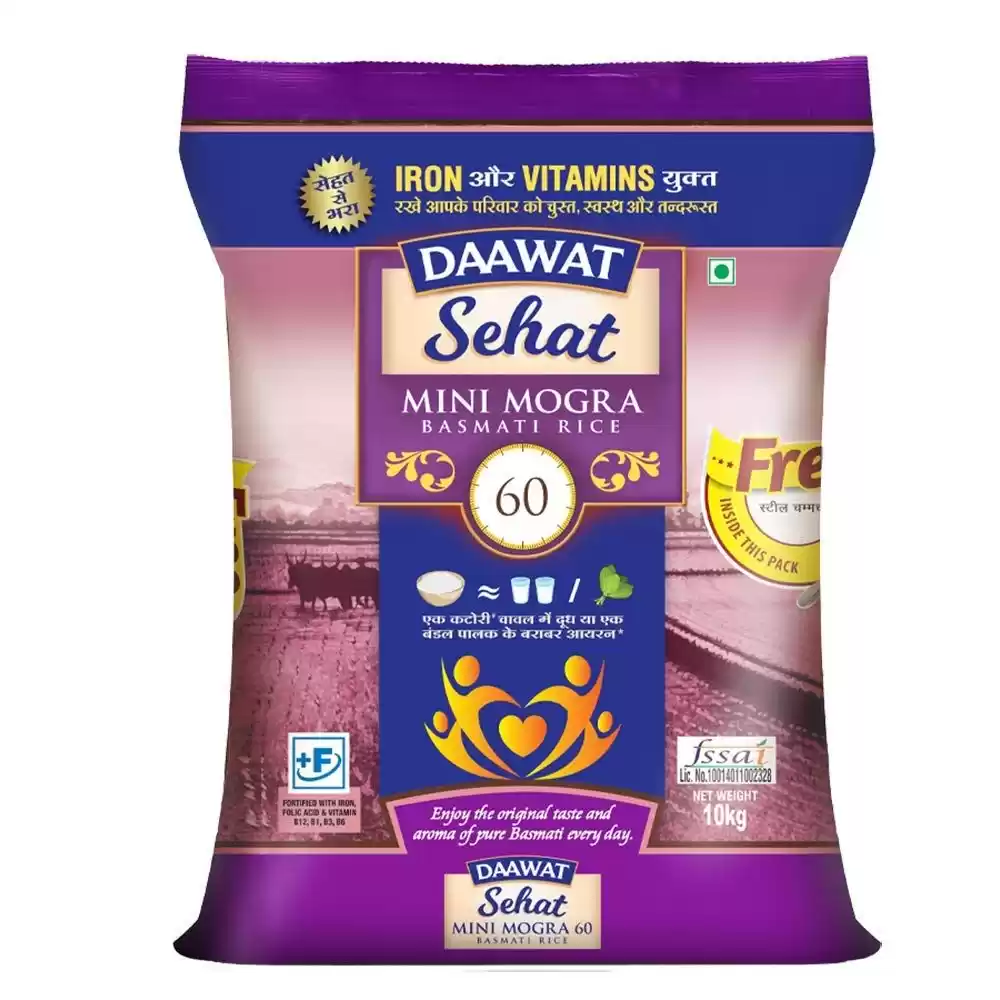 सेहत
से
भरा
IRON और VITAMINS युक्त
रखे आपके परिवार को चुस्त, स्वस्थ और तन्दरूस्त
DAAWAT
Sehat
MINI MOGRA
BASMATI RICE
60
Fre
स्टील चम्मच
INSIDE THIS PACK
≈ /
एक कटोरी* चावल में दूध या एक
बंडल पालक के बराबर आयरन*
+F
FORTIFIED WITH IRON,
FOLIC ACID & VITAMIN
B12, B1, B3, B6
fssai
Lic. No.10014011002328
NET WEIGHT
10kg
Enjoy the original taste and
aroma of pure Basmati every day.
DAAWAT
Sehat
MINI MOGRA 60
BASMATI RICE